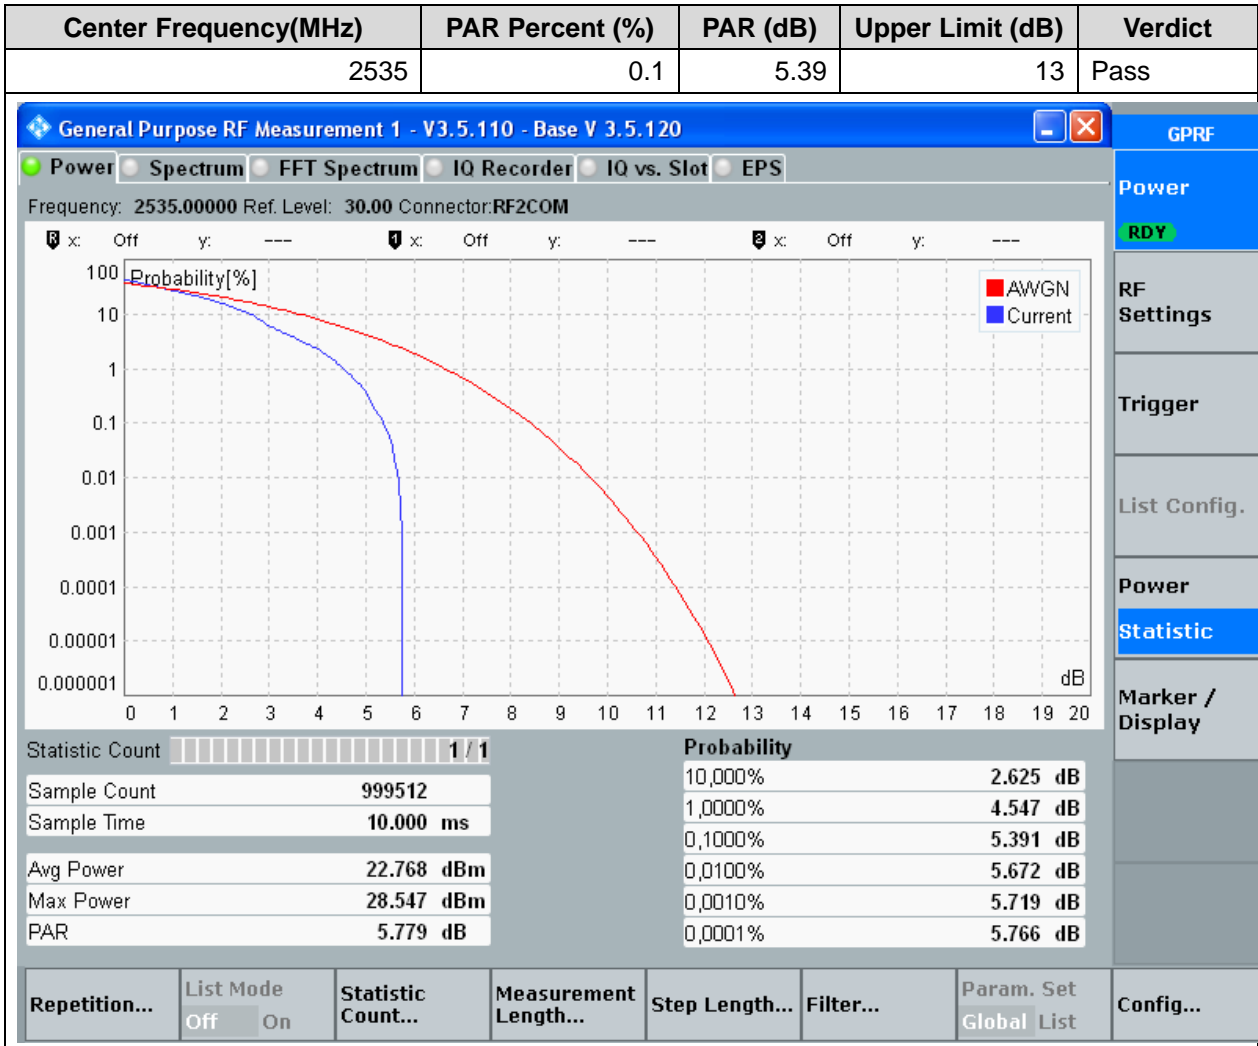 Center Frequency(MHz) PAR Percent (%) PAR (dB) Upper Limit (dB) Verdict
2535 0.1 5.39 13 Pass
General Purpose RF Measurement 1 - V3.5.110 - Base V 3.5.120
GPRF
Power Spectrum FFT Spectrum IQ Recorder IQ vs. Slot EPS
Power
RDY
Frequency: 2535.00000 Ref. Level: 30.00 Connector:RF2COM
R x: Off y: --- 1 x: Off y: --- 2 x: Off y: ---
Probability[%]
100
10
1
0.1
0.01
0.001
0.0001
0.00001
0.000001
AWGN
Current
dB
0 1 2 3 4 5 6 7 8 9 10 11 12 13 14 15 16 17 18 19 20
RF
Settings
Trigger
List Config.
Power
Statistic
Marker /
Display
Statistic Count 1 / 1
Sample Count 999512
Sample Time 10.000 ms
Avg Power 22.768 dBm
Max Power 28.547 dBm
PAR 5.779 dB
Probability
10,000% 2.625 dB
1,0000% 4.547 dB
0,1000% 5.391 dB
0,0100% 5.672 dB
0,0010% 5.719 dB
0,0001% 5.766 dB
Repetition...
List Mode
Off On
Statistic
Count...
Measurement
Length...
Step Length...
Filter...
Param. Set
Global List
Config...